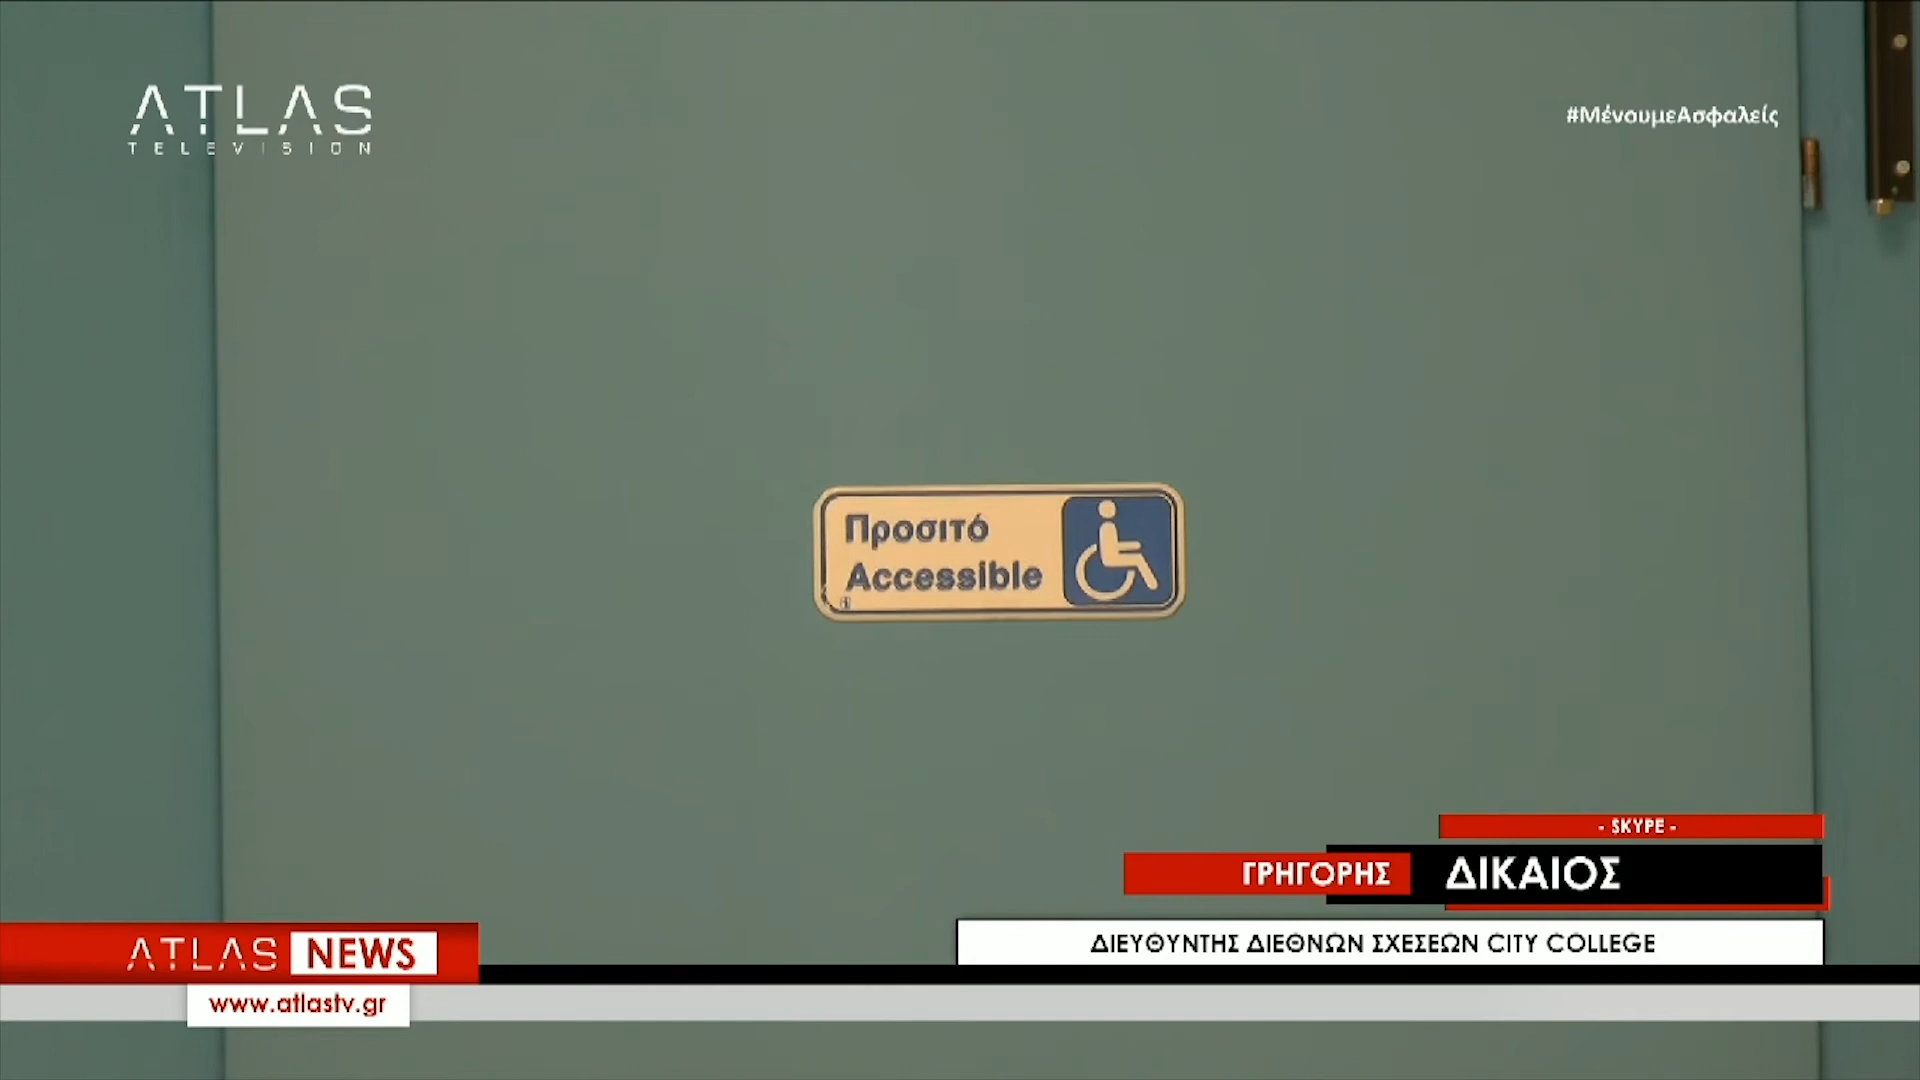 ATLAS
TELEVISION
#ΜένουμεΑσφαλείς
Προσιτό
Accessible
- SKYPE -
ΓΡΗΓΟΡΗΣ ΔΙΚΑΙΟΣ
ΔΙΕΥΘΥΝΤΗΣ ΔΙΕΘΝΩΝ ΣΧΕΣΕΩΝ CITY COLLEGE
ATLAS NEWS
www.atlastv.gr